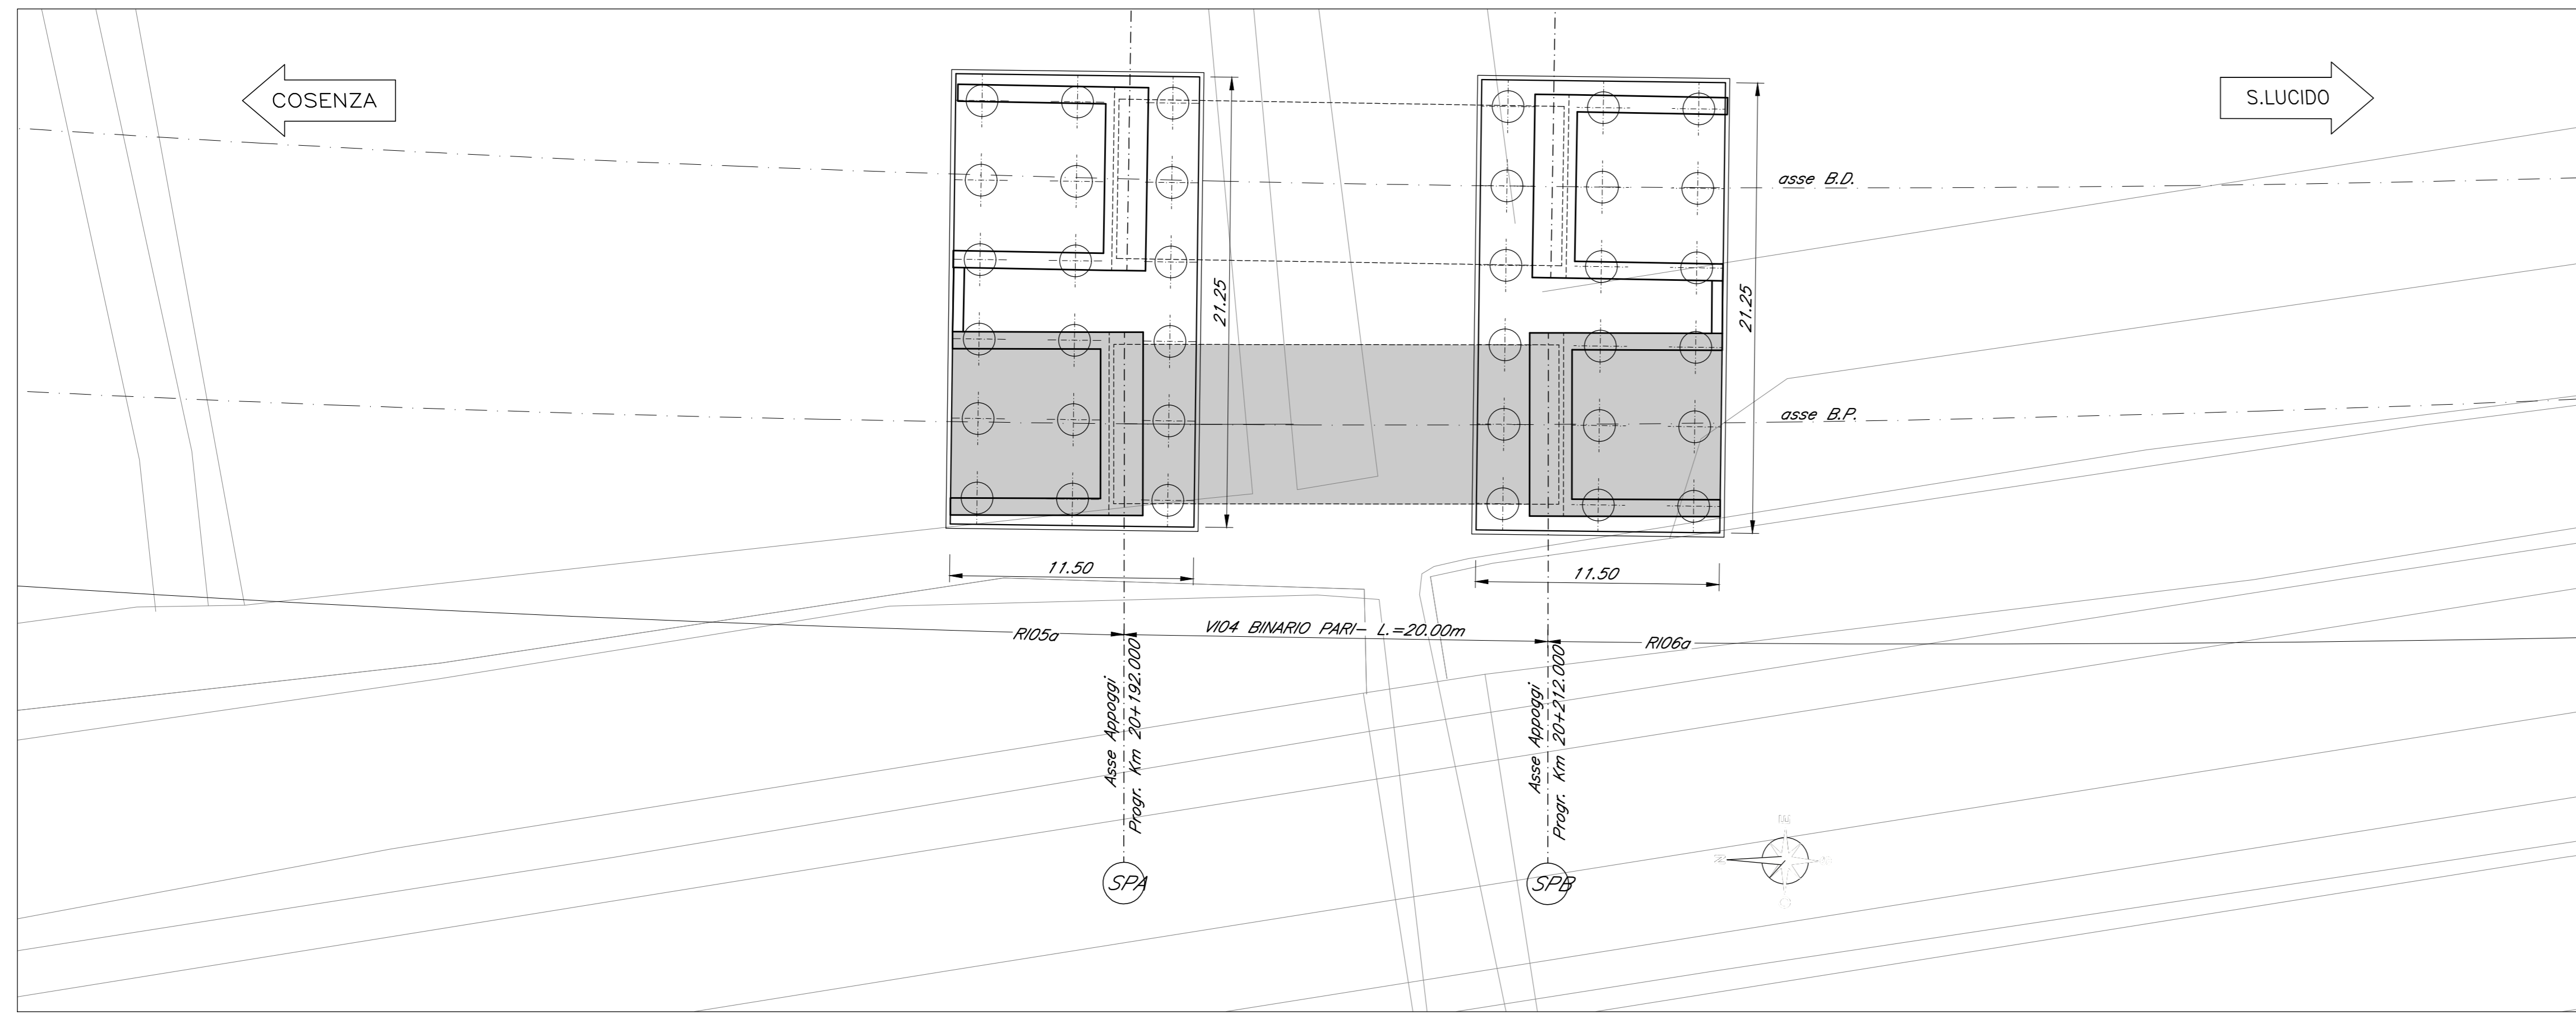 COSENZA
S.LUCIDO
asse B.D.
21.25
21.25
asse B.P.
11.50
11.50
RI05a
VI04 BINARIO PARI- L.=20.00m
RI06a
Asse Appoggi
Progr. Km 20+192.000
Asse Appoggi
Progr. Km 20+212.000
E
N
S
O
SPA
SPB